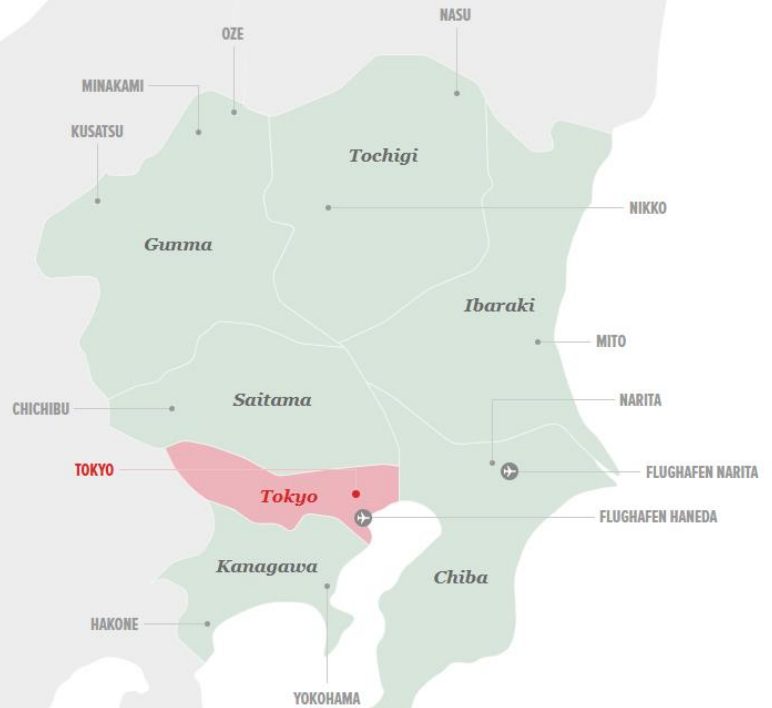 NASU
OZE
MINAKAMI
KUSATSU
Tochigi
NIKKO
Gunma
Ibaraki
MITO
Saitama
NARITA
CHICHIBU
TOKYO
FLUGHAFEN NARITA
Tokyo
FLUGHAFEN HANEDA
Kanagawa
Chiba
HAKONE
YOKOHAMA